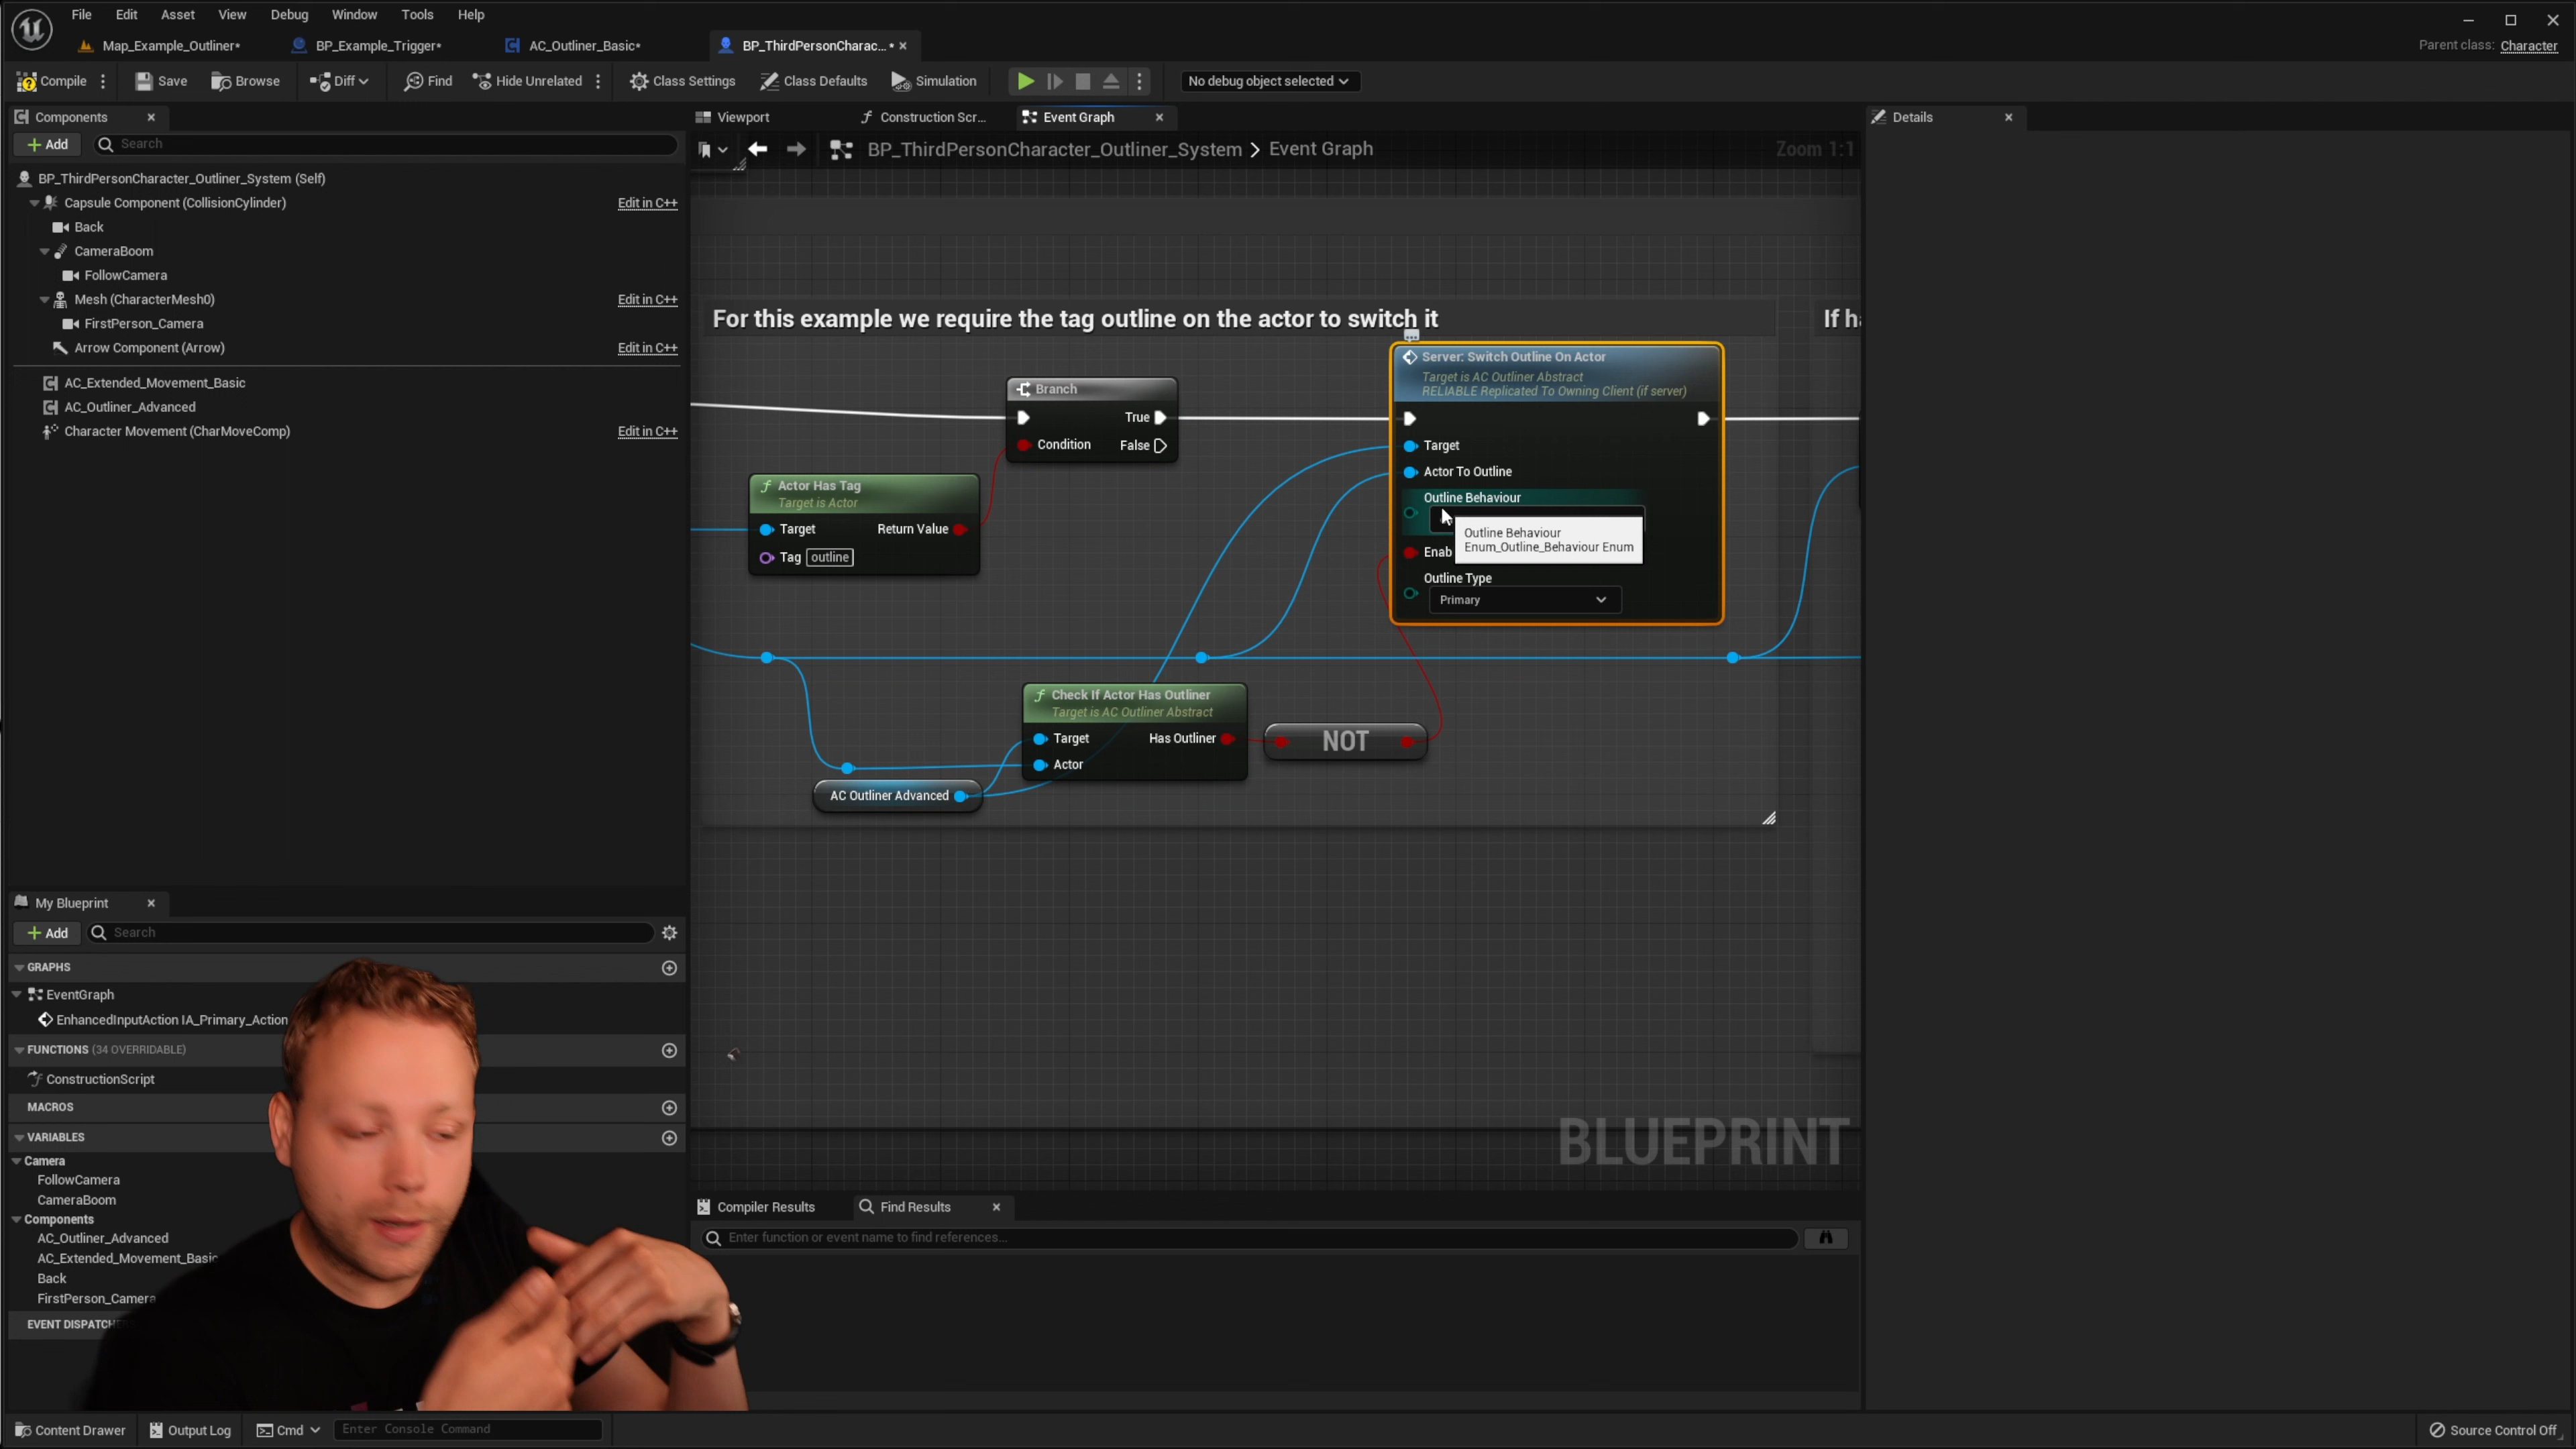 File Edit Asset View Debug Window Tools Help
Map_Example_Outliner* BP_Example_Trigger* AC_Outliner_Basic* BP_ThirdPersonCharac... *
Parent class: Character
Compile Save Browse Diff Find Hide Unrelated Class Settings Class Defaults Simulation No debug object selected
Components
Add Search
BP_ThirdPersonCharacter_Outliner_System (Self)
Capsule Component (CollisionCylinder) Edit in C++
Back
CameraBoom
FollowCamera
Mesh (CharacterMesh0) Edit in C++
FirstPerson_Camera
Arrow Component (Arrow) Edit in C++
AC_Extended_Movement_Basic
AC_Outliner_Advanced
Character Movement (CharMoveComp) Edit in C++
My Blueprint
Add Search
GRAPHS
EventGraph
EnhancedInputAction IA_Primary_Action
FUNCTIONS (34 OVERRIDABLE)
ConstructionScript
MACROS
VARIABLES
Camera
FollowCamera
CameraBoom
Components
AC_Outliner_Advanced
AC_Extended_Movement_Basic
Back
FirstPerson_Camera
EVENT DISPATCH
Viewport Construction Scr... Event Graph
BP_ThirdPersonCharacter_Outliner_System > Event Graph
Zoom 1:1
For this example we require the tag outline on the actor to switch it
If ha
Branch
True
Condition False
Actor Has Tag
Target is Actor
Target Return Value
Tag outline
Server: Switch Outline On Actor
Target is AC Outliner Abstract
RELIABLE Replicated To Owning Client (if server)
Target
Actor To Outline
Outline Behaviour
Outline Behaviour
Enum_Outline_Behaviour Enum
Enab
Outline Type
Primary
Check If Actor Has Outliner
Target is AC Outliner Abstract
Target Has Outliner
Actor
NOT
AC Outliner Advanced
BLUEPRINT
Compiler Results Find Results
Enter function or event name to find references...
Details
Content Drawer Output Log Cmd Enter Console Command
Source Control Off